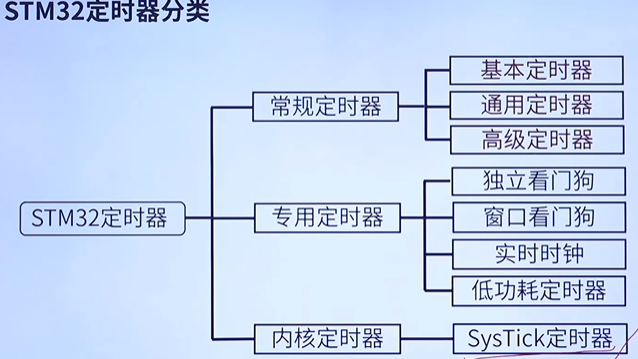 STM32定时器分类
基本定时器
常规定时器
通用定时器
高级定时器
独立看门狗
STM32定时器
专用定时器
窗口看门狗
实时时钟
低功耗定时器
内核定时器
SysTick定时器